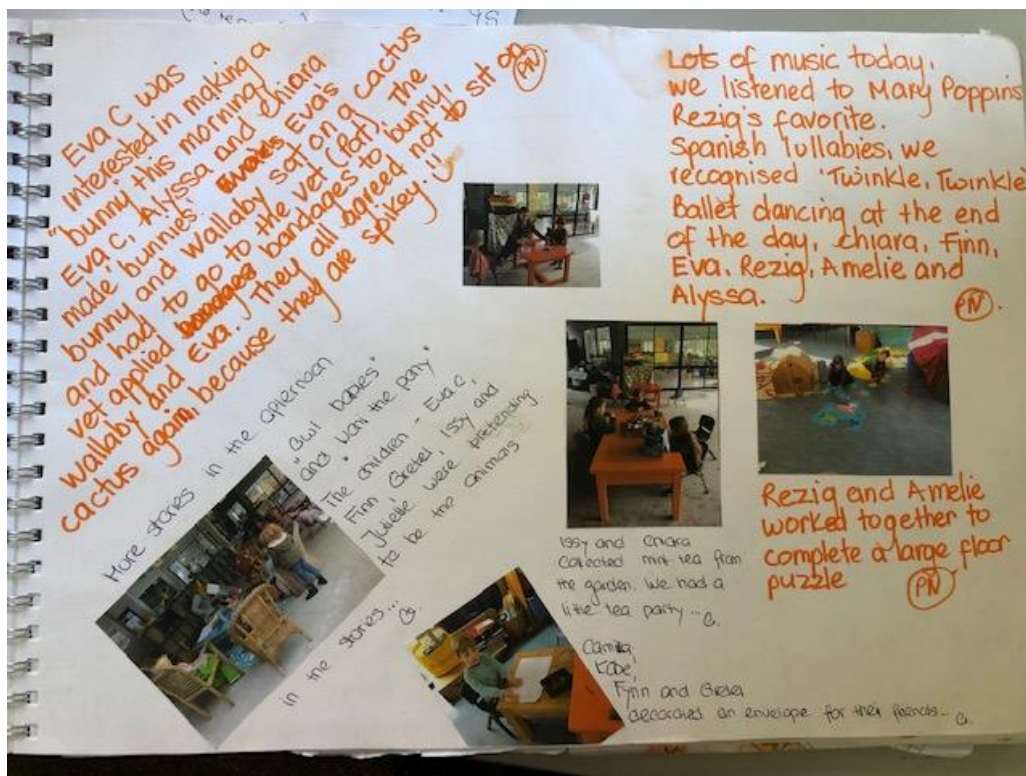 Eva C was
interested in making a
"bunny" this morning.
Eva C, Alyssa and Chiara
made 'bunnies'. Eva's
bunny and Wallaby sat on a cactus
and had to go to the vet (Pat), the
vet applied bandages to bunny,
Wallaby and Eva. They all agreed not to sit on
cactus again, because they are spikey.
PN
Lots of music today,
we listened to Mary Poppins
Rezig's favorite.
Spanish lullabies, we
recognised 'Twinkle, Twinkle'
Ballet dancing at the end
of the day, Chiara, Finn,
Eva, Rezig, Amelie and
Alyssa.
PN
More stories in the afternoon
"Owl babies"
and "the party"
The children - Eva C,
Finn Gretel, Issy and
Juliette were pretending
to be the animals
in the stories... G.
Issy and Chiara
collected mint tea from
the garden. We had a
little tea party... G.
Rezig and Amelie
worked together to
complete a large floor
puzzle
PN
Camilla,
Kobe,
Fynn and Gretel
decorated an envelope for their friends... G.